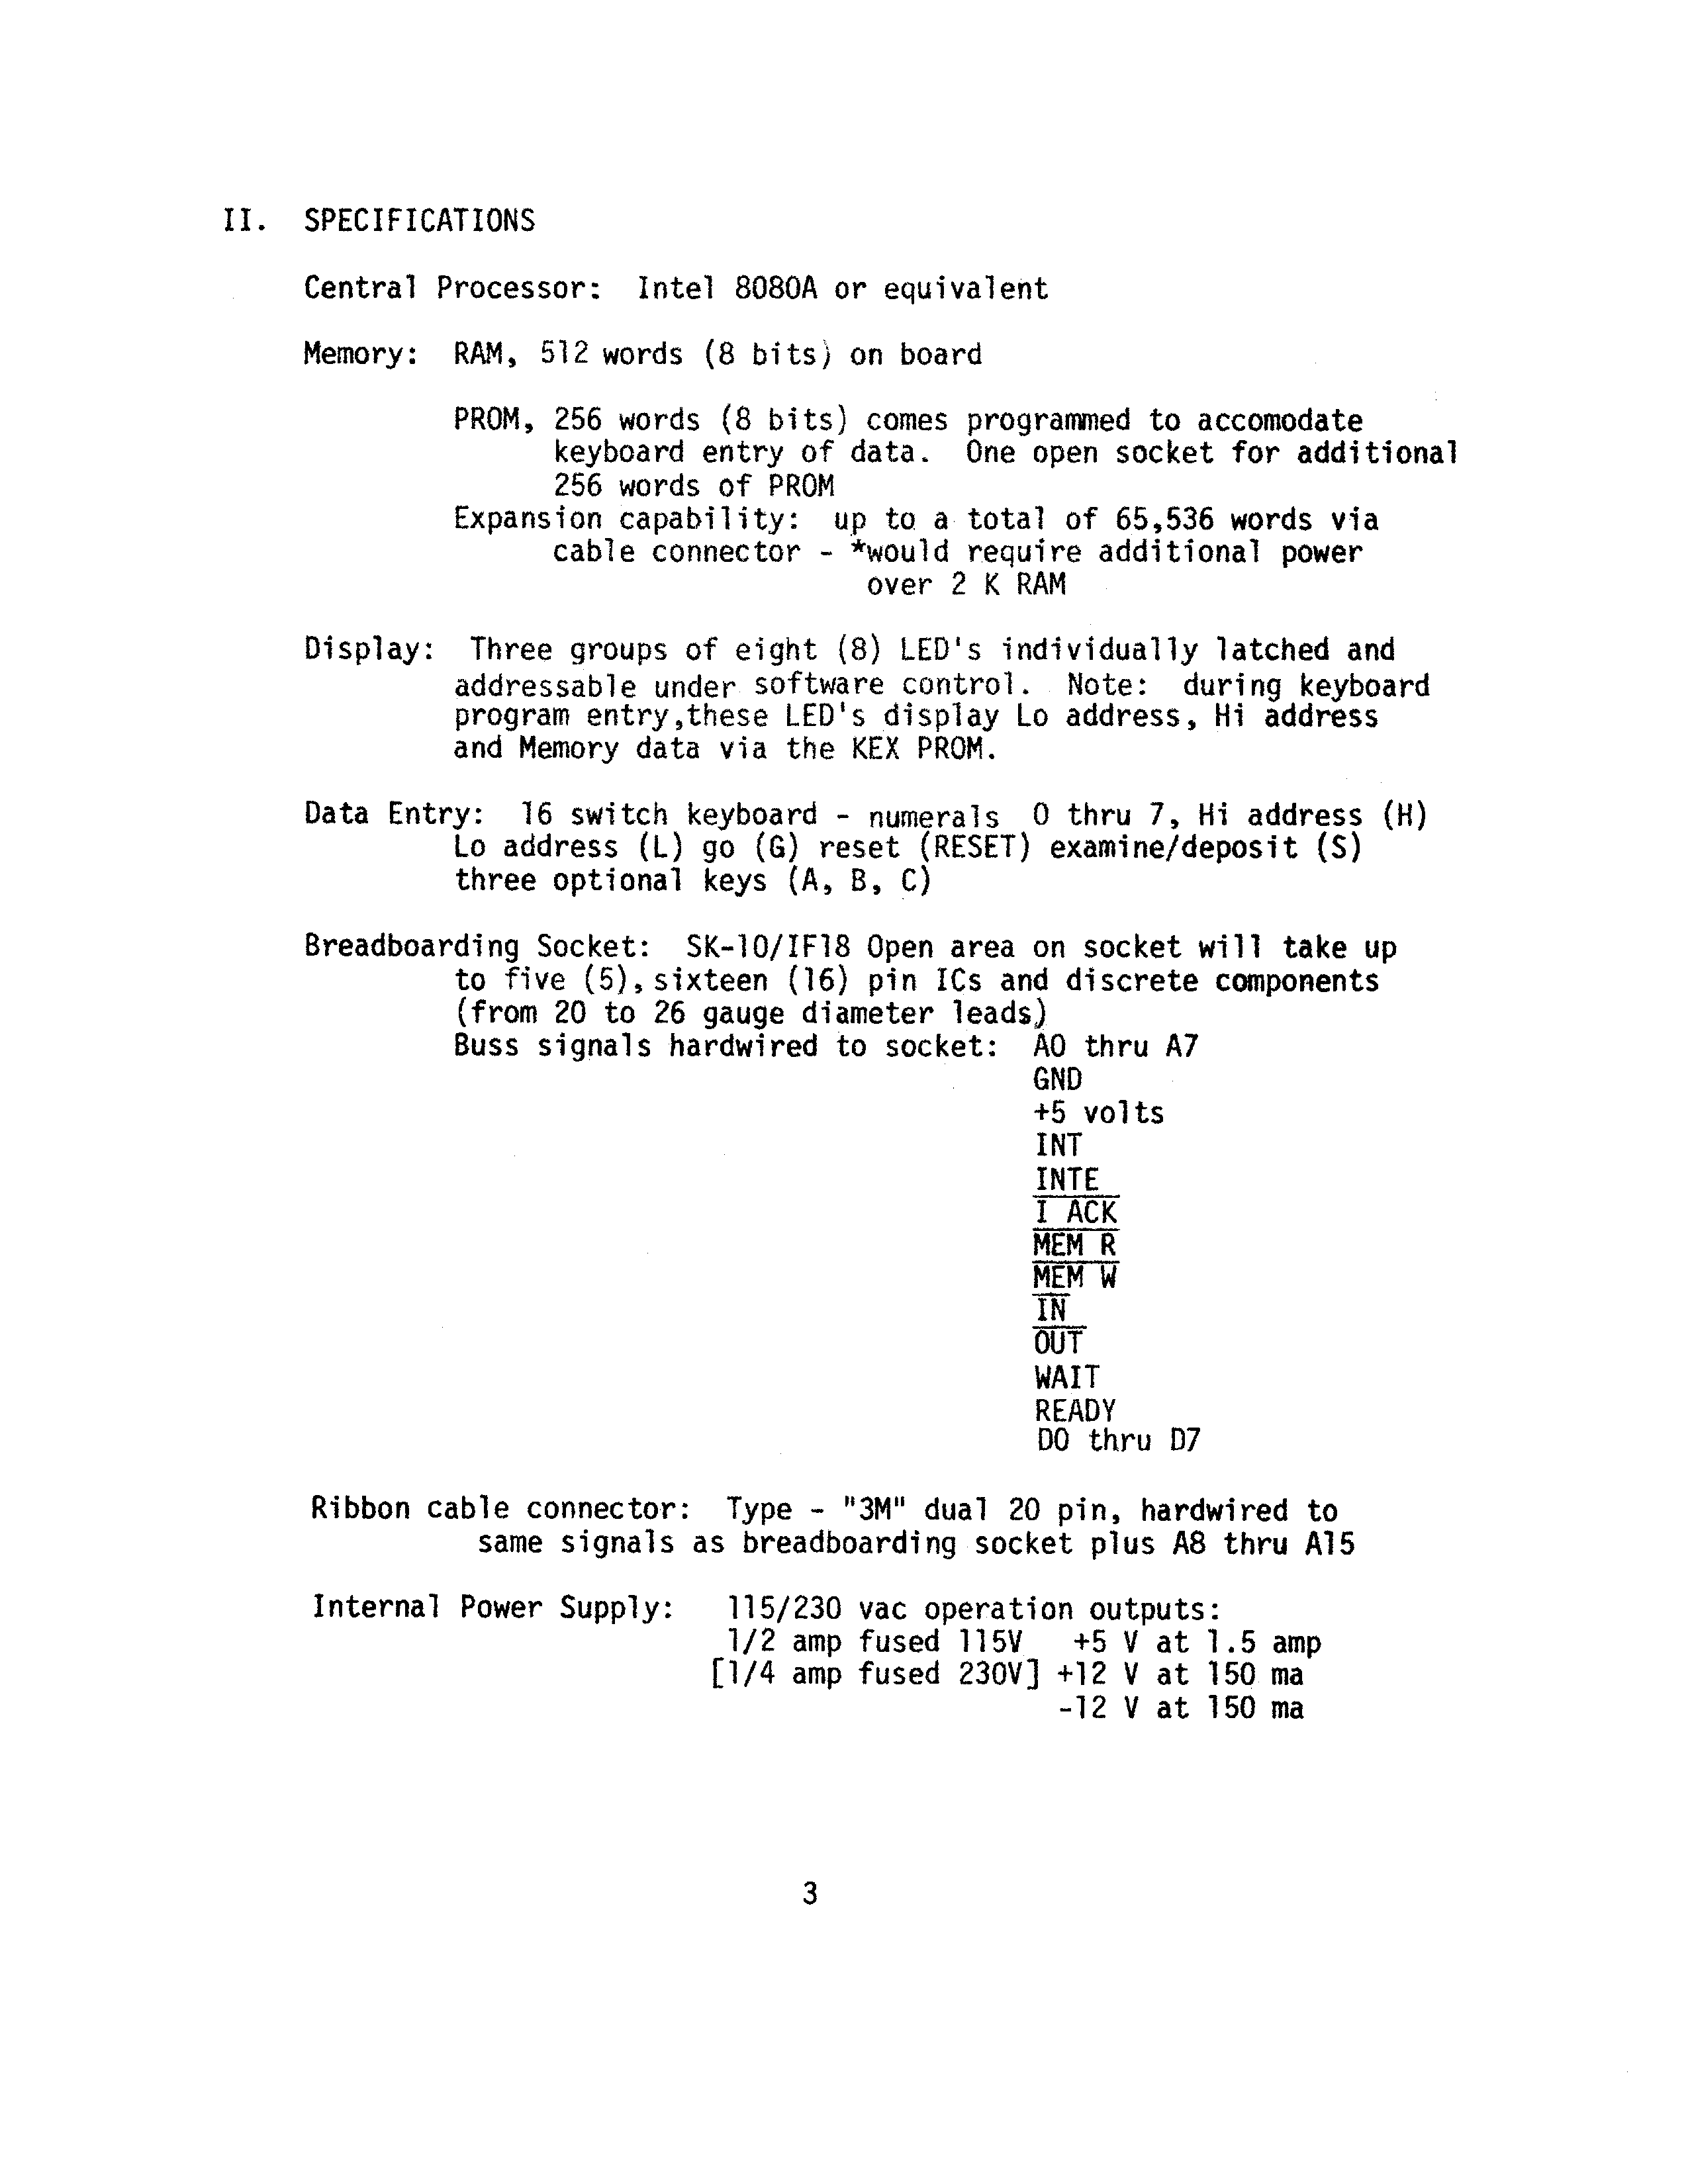 II. SPECIFICATIONS
Central Processor: Intel 8080A or equivalent
Memory: RAM, 512 words (8 bits) on board
PROM, 256 words (8 bits) comes programmed to accomodate
keyboard entry of data. One open socket for additional
256 words of PROM
Expansion capability: up to a total of 65,536 words via
cable connector - *would require additional power
over 2 K RAM
Display: Three groups of eight (8) LED's individually latched and
addressable under software control. Note: during keyboard
program entry,these LED's display Lo address, Hi address
and Memory data via the KEX PROM.
Data Entry: 16 switch keyboard - numerals 0 thru 7, Hi address (H)
Lo address (L) go (G) reset (RESET) examine/deposit (S)
three optional keys (A, B, C)
Breadboarding Socket: SK-10/IF18 Open area on socket will take up
to five (5), sixteen (16) pin ICs and discrete components
(from 20 to 26 gauge diameter leads)
Buss signals hardwired to socket: A0 thru A7
GND
+5 volts
INT
INTE
I ACK
MEM R
MEM W
IN
OUT
WAIT
READY
D0 thru D7
Ribbon cable connector: Type - "3M" dual 20 pin, hardwired to
same signals as breadboarding socket plus A8 thru A15
Internal Power Supply: 115/230 vac operation outputs:
1/2 amp fused 115V +5 V at 1.5 amp
[1/4 amp fused 230V] +12 V at 150 ma
-12 V at 150 ma
3